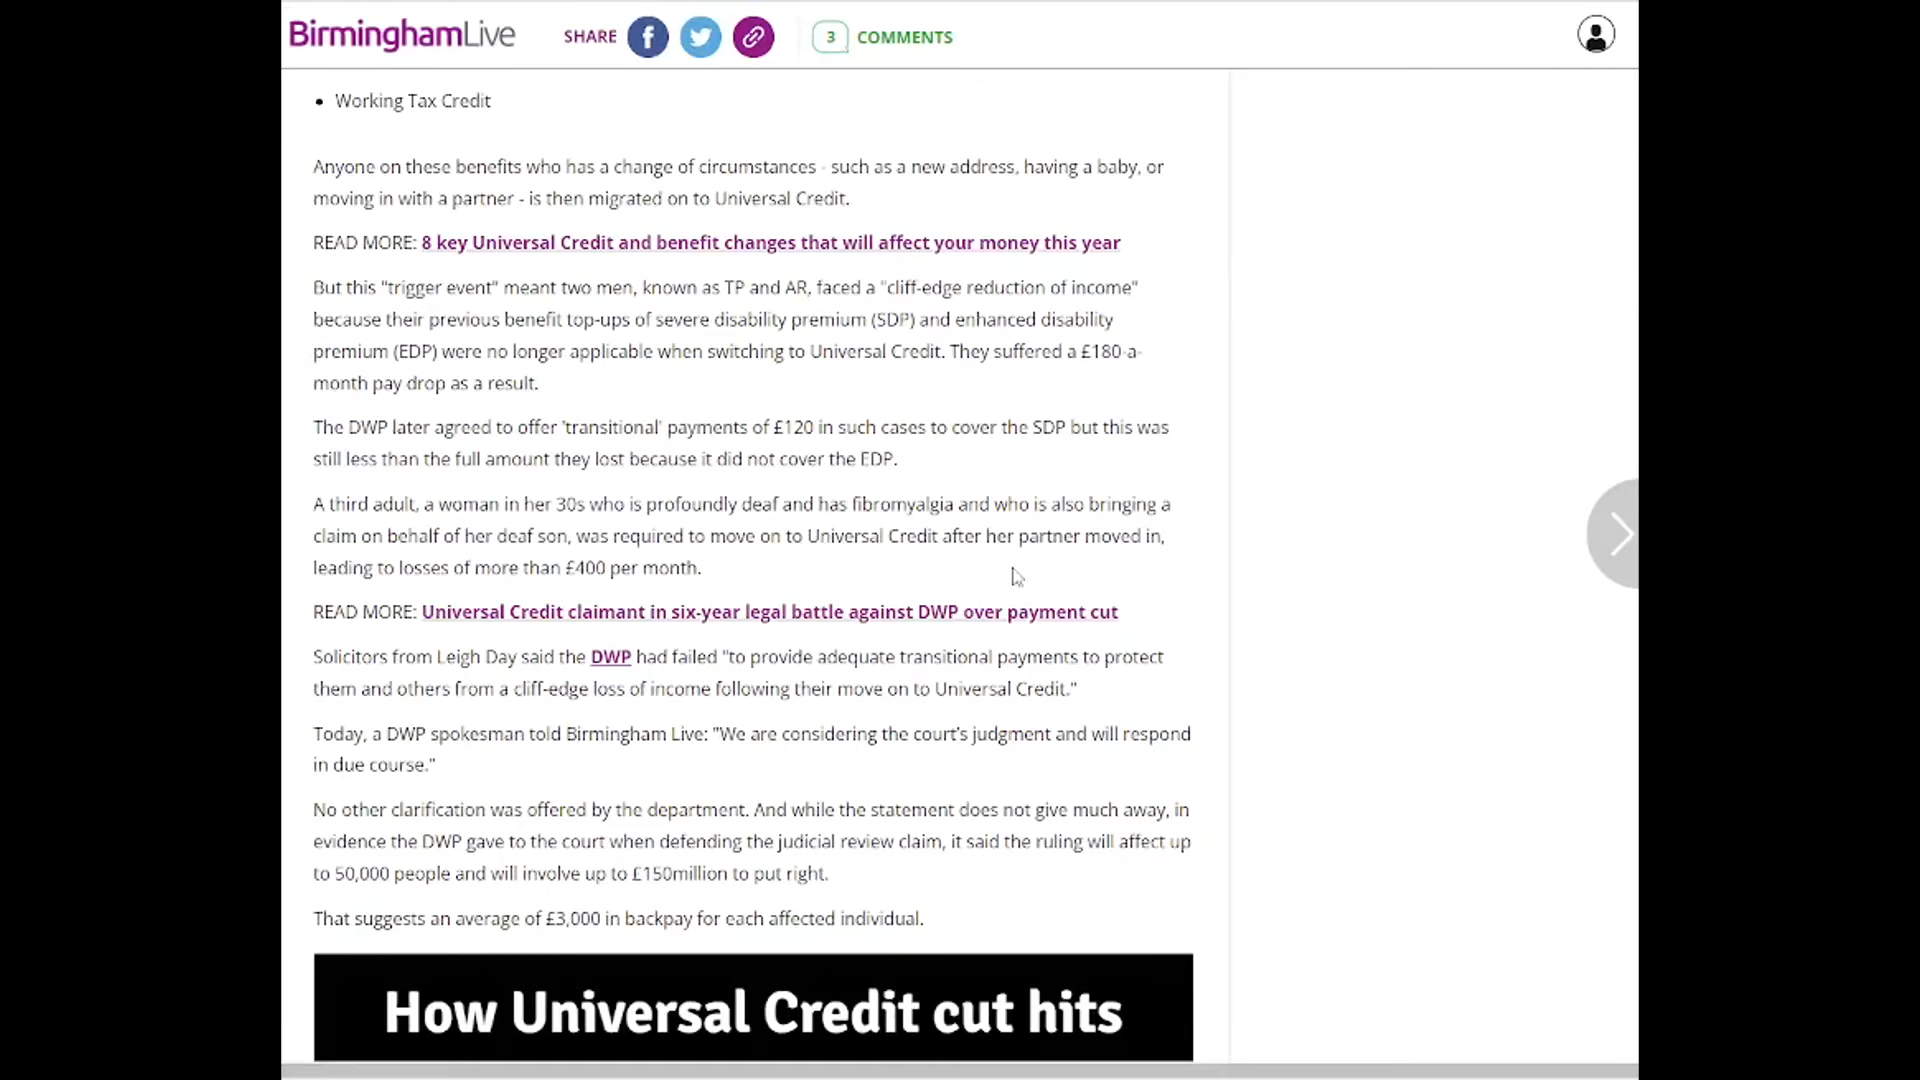 BirminghamLive SHARE 3 COMMENTS
• Working Tax Credit
Anyone on these benefits who has a change of circumstances - such as a new address, having a baby, or
moving in with a partner - is then migrated on to Universal Credit.
READ MORE: 8 key Universal Credit and benefit changes that will affect your money this year
But this "trigger event" meant two men, known as TP and AR, faced a "cliff-edge reduction of income"
because their previous benefit top-ups of severe disability premium (SDP) and enhanced disability
premium (EDP) were no longer applicable when switching to Universal Credit. They suffered a £180-a-
month pay drop as a result.
The DWP later agreed to offer 'transitional' payments of £120 in such cases to cover the SDP but this was
still less than the full amount they lost because it did not cover the EDP.
A third adult, a woman in her 30s who is profoundly deaf and has fibromyalgia and who is also bringing a
claim on behalf of her deaf son, was required to move on to Universal Credit after her partner moved in,
leading to losses of more than £400 per month.
READ MORE: Universal Credit claimant in six-year legal battle against DWP over payment cut
Solicitors from Leigh Day said the DWP had failed "to provide adequate transitional payments to protect
them and others from a cliff-edge loss of income following their move on to Universal Credit."
Today, a DWP spokesman told Birmingham Live: "We are considering the court's judgment and will respond
in due course."
No other clarification was offered by the department. And while the statement does not give much away, in
evidence the DWP gave to the court when defending the judicial review claim, it said the ruling will affect up
to 50,000 people and will involve up to £150million to put right.
That suggests an average of £3,000 in backpay for each affected individual.
How Universal Credit cut hits